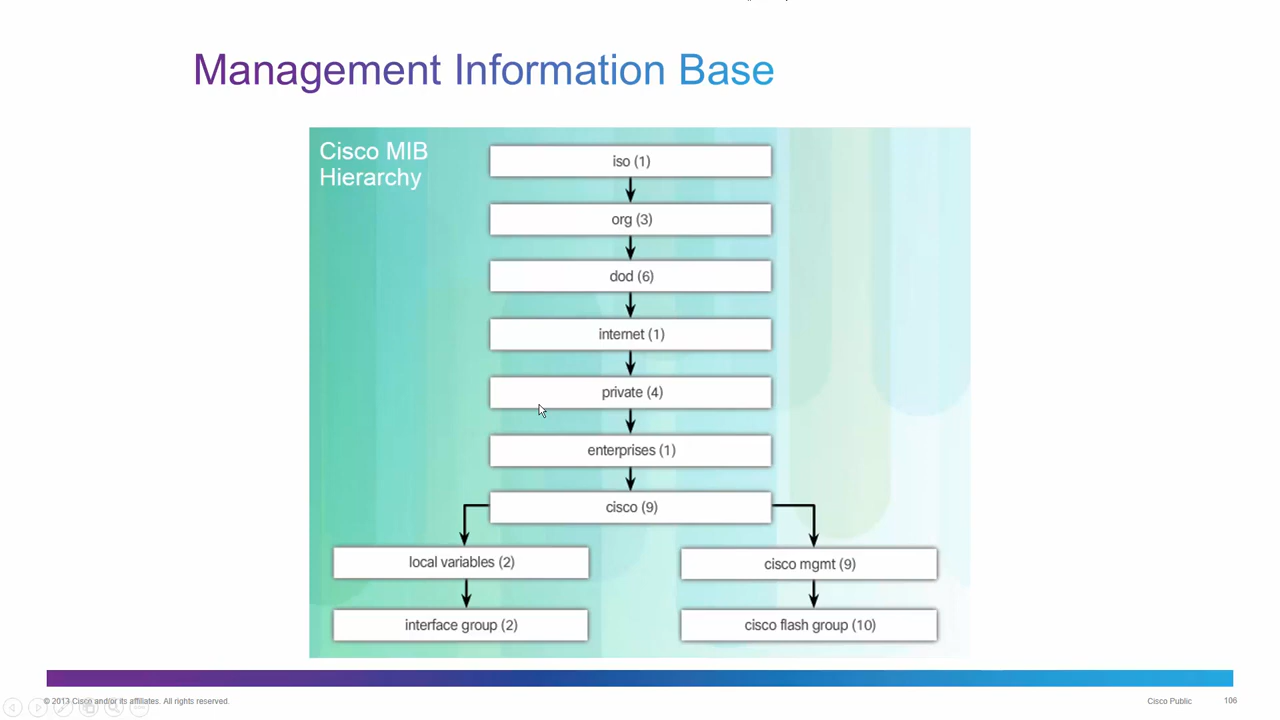 Management Information Base
Cisco MIB
Hierarchy
iso (1)
org (3)
dod (6)
internet (1)
private (4)
enterprises (1)
cisco (9)
local variables (2)
cisco mgmt (9)
interface group (2)
cisco flash group (10)
© 2013 Cisco and/or its affiliates. All rights reserved.
Cisco Public
106